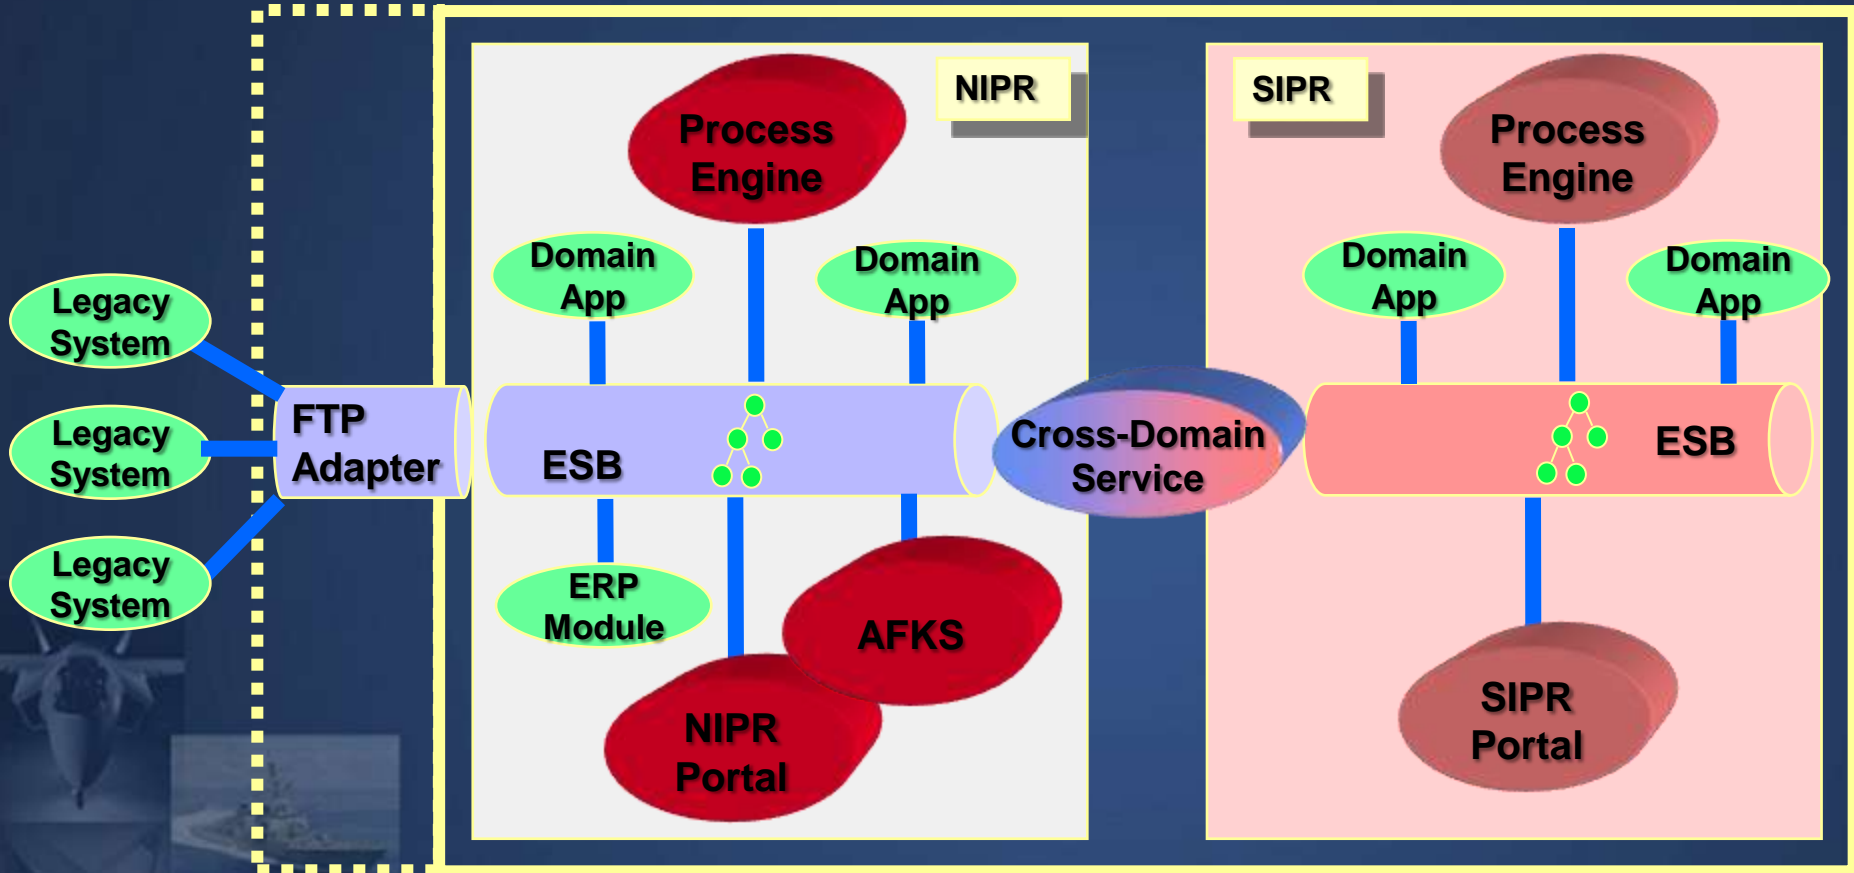 NIPR
SIPR
Process
Engine
Process
Engine
Domain
App
Domain
App
Domain
App
Domain
App
Legacy
System
Legacy
System
Legacy
System
FTP
Adapter
ESB
Cross-Domain
Service
ESB
ERP
Module
AFKS
NIPR
Portal
SIPR
Portal